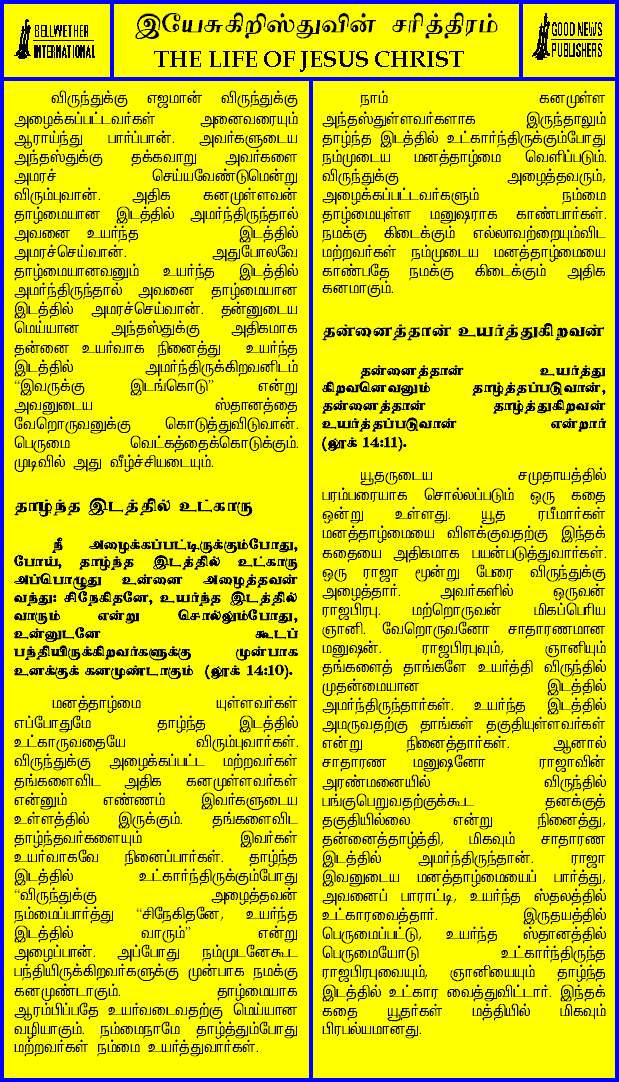 BELLWETHER
INTERNATIONAL
இயேசுகிறிஸ்துவின் சரித்திரம்
THE LIFE OF JESUS CHRIST
GOOD NEWS
PUBLISHERS
விருந்துக்கு எஜமான் விருந்துக்கு
அழைக்கப்பட்டவர்கள் அனைவரையும்
ஆராய்ந்து பார்ப்பான். அவர்களுடைய
அந்தஸ்துக்கு தக்கவாறு அவர்களை
அமரச் செய்யவேண்டுமென்று
விரும்புவான். அதிக கனமுள்ளவன்
தாழ்மையான இடத்தில் அமர்ந்திருந்தால்
அவனை உயர்ந்த இடத்தில்
அமரச்செய்வான். அதுபோலவே
தாழ்மையானவனும் உயர்ந்த இடத்தில்
அமர்ந்திருந்தால் அவனை தாழ்மையான
இடத்தில் அமரச்செய்வான். தன்னுடைய
மெய்யான அந்தஸ்துக்கு அதிகமாக
தன்னை உயர்வாக நினைத்து உயர்ந்த
இடத்தில் அமர்ந்திருக்கிறவனிடம்
“இவருக்கு இடங்கொடு” என்று
அவனுடைய ஸ்தானத்தை
வேறொருவனுக்கு கொடுத்துவிடுவான்.
பெருமை வெட்கத்தைக்கொடுக்கும்.
முடிவில் அது வீழ்ச்சியடையும்.
தாழ்ந்த இடத்தில் உட்காரு
நீ அழைக்கப்பட்டிருக்கும்போது,
போய், தாழ்ந்த இடத்தில் உட்காரு
அப்பொழுது உன்னை அழைத்தவன்
வந்து: சிநேகிதனே, உயர்ந்த இடத்தில்
வாரும் என்று சொல்லும்போது,
உன்னுடனே கூடப்
பந்தியிருக்கிறவர்களுக்கு முன்பாக
உனக்குக் கனமுண்டாகும் (லூக் 14:10).
மனத்தாழ்மை யுள்ளவர்கள்
எப்போதுமே தாழ்ந்த இடத்தில்
உட்காருவதையே விரும்புவார்கள்.
விருந்துக்கு அழைக்கப்பட்ட மற்றவர்கள்
தங்களைவிட அதிக கனமுள்ளவர்கள்
என்னும் எண்ணம் இவர்களுடைய
உள்ளத்தில் இருக்கும். தங்களைவிட
தாழ்ந்தவர்களையும் இவர்கள்
உயர்வாகவே நினைப்பார்கள். தாழ்ந்த
இடத்தில் உட்கார்ந்திருக்கும்போது
“விருந்துக்கு அழைத்தவன்
நம்மைப்பார்த்து “சிநேகிதனே, உயர்ந்த
இடத்தில் வாரும்” என்று
அழைப்பான். அப்போது நம்முடனேகூட
பந்தியிருக்கிறவர்களுக்கு முன்பாக நமக்கு
கனமுண்டாகும். தாழ்மையாக
ஆரம்பிப்பதே உயர்வடைவதற்கு மெய்யான
வழியாகும். நம்மைநாமே தாழ்த்தும்போது
மற்றவர்கள் நம்மை உயர்த்துவார்கள்.
நாம் கனமுள்ள
அந்தஸ்துள்ளவர்களாக இருந்தாலும்
தாழ்ந்த இடத்தில் உட்கார்ந்திருக்கும்போது
நம்முடைய மனத்தாழ்மை வெளிப்படும்.
விருந்துக்கு அழைத்தவரும்,
அழைக்கப்பட்டவர்களும் நம்மை
தாழ்மையுள்ள மனுஷராக காண்பார்கள்.
நமக்கு கிடைக்கும் எல்லாவற்றையும்விட
மற்றவர்கள் நம்முடைய மனத்தாழ்மையை
காண்பதே நமக்கு கிடைக்கும் அதிக
கனமாகும்.
தன்னைத்தான் உயர்த்துகிறவன்
தன்னைத்தான் உயர்த்து
கிறவனெவனும் தாழ்த்தப்படுவான்,
தன்னைத்தான் தாழ்த்துகிறவன்
உயர்த்தப்படுவான் என்றார்
(லூக் 14:11).
யூதருடைய சமுதாயத்தில்
பரம்பரையாக சொல்லப்படும் ஒரு கதை
ஒன்று உள்ளது. யூத ரபீமார்கள்
மனத்தாழ்மையை விளக்குவதற்கு இந்தக்
கதையை அதிகமாக பயன்படுத்துவார்கள்.
ஒரு ராஜா மூன்று பேரை விருந்துக்கு
அழைத்தார். அவர்களில் ஒருவன்
ராஜபிரபு. மற்றொருவன் மிகப்பெரிய
ஞானி. வேறொருவனோ சாதாரணமான
மனுஷன். ராஜபிரபுவும், ஞானியும்
தங்களைத் தாங்களே உயர்த்தி விருந்தில்
முதன்மையான இடத்தில்
அமர்ந்திருந்தார்கள். உயர்ந்த இடத்தில்
அமருவதற்கு தாங்கள் தகுதியுள்ளவர்கள்
என்று நினைத்தார்கள். ஆனால்
சாதாரண மனுஷனோ ராஜாவின்
அரண்மனையில் விருந்தில்
பங்குபெறுவதற்குக்கூட தனக்குத்
தகுதியில்லை என்று நினைத்து,
தன்னைத்தாழ்த்தி, மிகவும் சாதாரண
இடத்தில் அமர்ந்திருந்தான். ராஜா
இவனுடைய மனத்தாழ்மையைப் பார்த்து,
அவனைப் பாராட்டி, உயர்ந்த ஸ்தலத்தில்
உட்காரவைத்தார். இருதயத்தில்
பெருமைப்பட்டு, உயர்ந்த ஸ்தானத்தில்
பெருமையோடு உட்கார்ந்திருந்த
ராஜபிரபுவையும், ஞானியையும் தாழ்ந்த
இடத்தில் உட்கார வைத்துவிட்டார். இந்தக்
கதை யூதர்கள் மத்தியில் மிகவும்
பிரபல்யமானது.